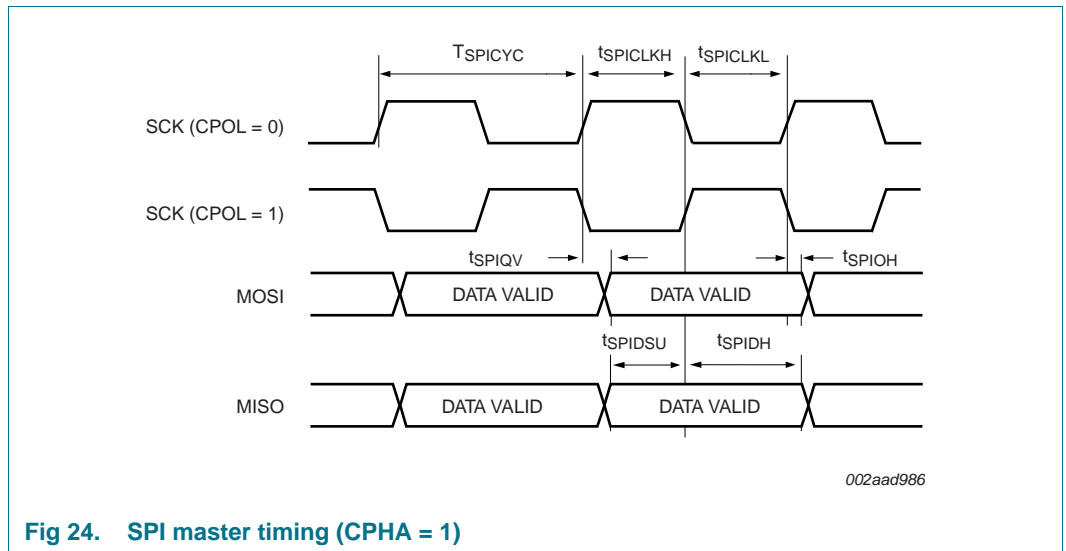 TSPICYC tSPICLKH tSPICLKL
SCK (CPOL = 0)
SCK (CPOL = 1)
tSPIQV tSPIOH
MOSI DATA VALID DATA VALID
tSPIDSU tSPIDH
MISO DATA VALID DATA VALID
002aad986
Fig 24. SPI master timing (CPHA = 1)